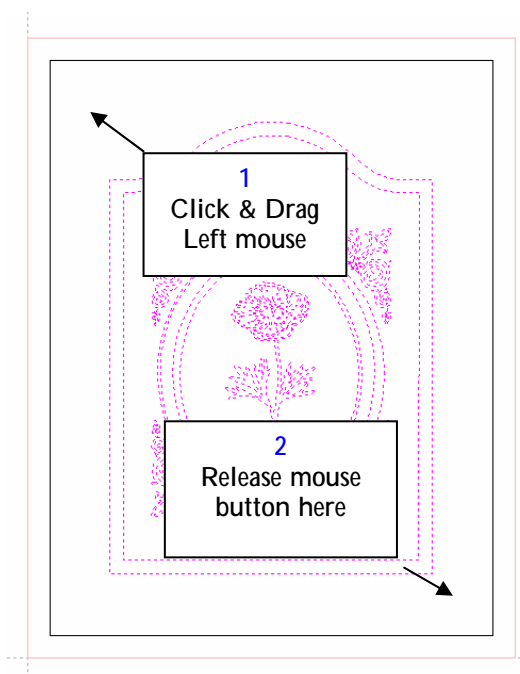 1
Click & Drag
Left mouse
2
Release mouse
button here